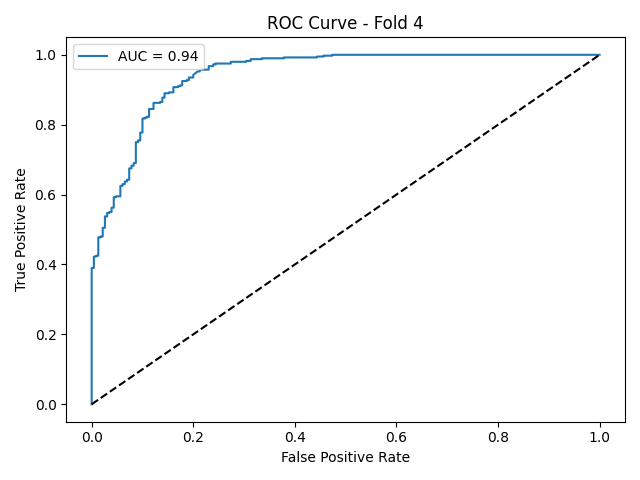 ROC Curve - Fold 4
AUC = 0.94
True Positive Rate
1.0
0.8
0.6
0.4
0.2
0.0
0.0 0.2 0.4 0.6 0.8 1.0
False Positive Rate